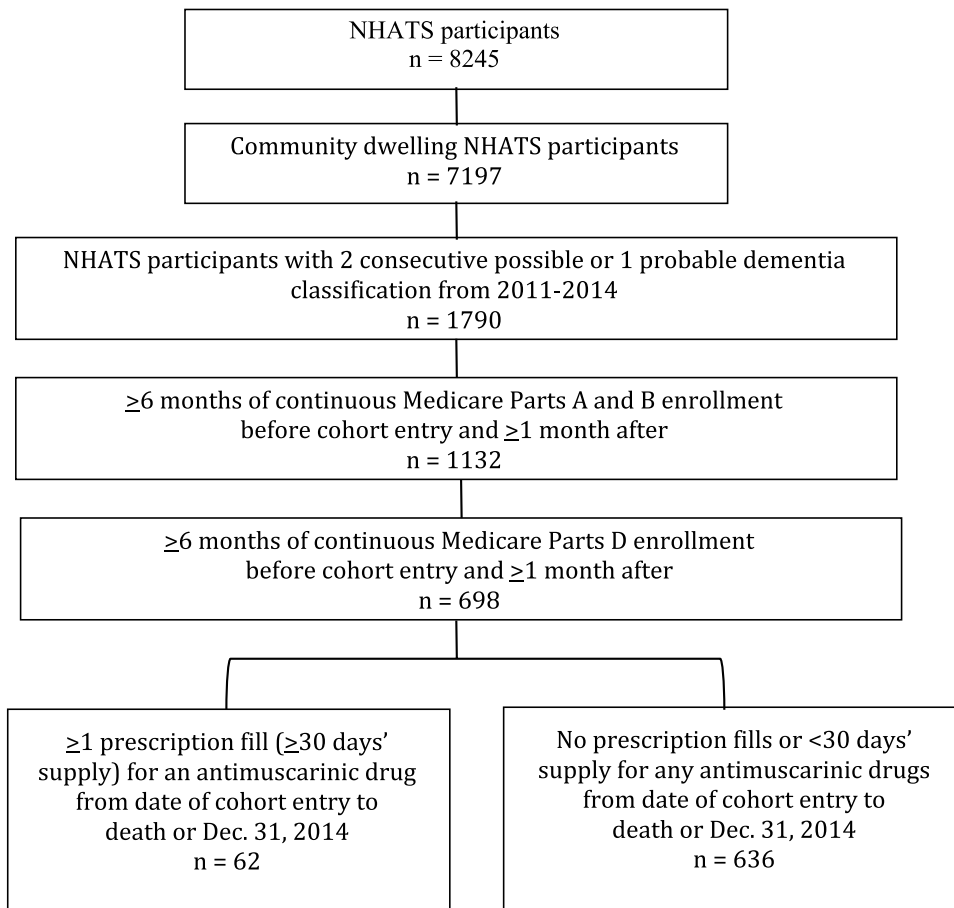 NHATS participants
n = 8245
Community dwelling NHATS participants
n = 7197
NHATS participants with 2 consecutive possible or 1 probable dementia
classification from 2011-2014
n = 1790
≥6 months of continuous Medicare Parts A and B enrollment
before cohort entry and ≥1 month after
n = 1132
≥6 months of continuous Medicare Parts D enrollment
before cohort entry and ≥1 month after
n = 698
≥1 prescription fill (≥30 days’
supply) for an antimuscarinic drug
from date of cohort entry to
death or Dec. 31, 2014
n = 62
No prescription fills or <30 days’
supply for any antimuscarinic drugs
from date of cohort entry to
death or Dec. 31, 2014
n = 636